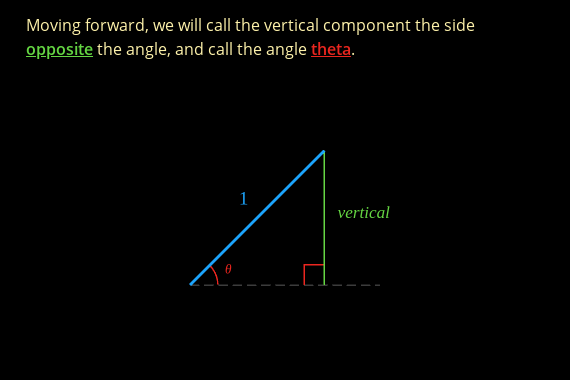 Moving forward, we will call the vertical component the side
opposite the angle, and call the angle theta.
1
vertical
θ